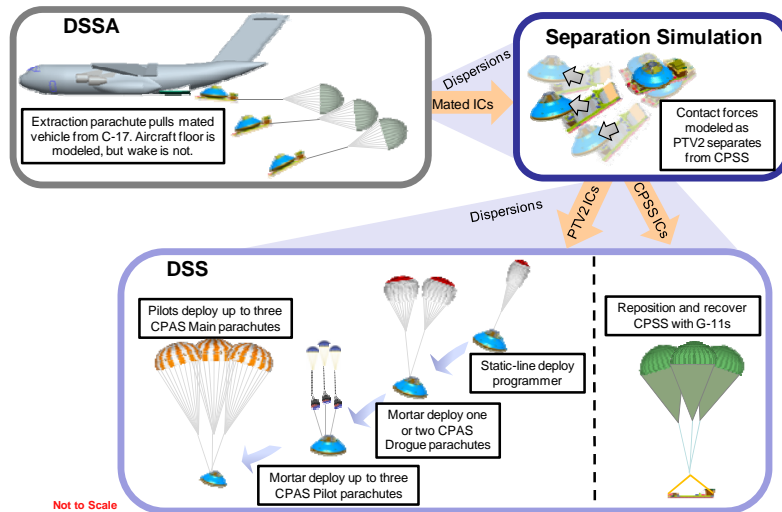 DSSA
Extraction parachute pulls mated
vehicle from C-17. Aircraft floor is
modeled, but wake is not.
Dispersions
Mated ICs
Separation Simulation
Contact forces
modeled as
PTV2 separates
from CPSS
Dispersions
PTV2 ICs
CPSS ICs
DSS
Pilots deploy up to three
CPAS Main parachutes
Static-line deploy
programmer
Mortar deploy one
or two CPAS
Drogue parachutes
Mortar deploy up to three
CPAS Pilot parachutes
Reposition and recover
CPSS with G-11s
Not to Scale